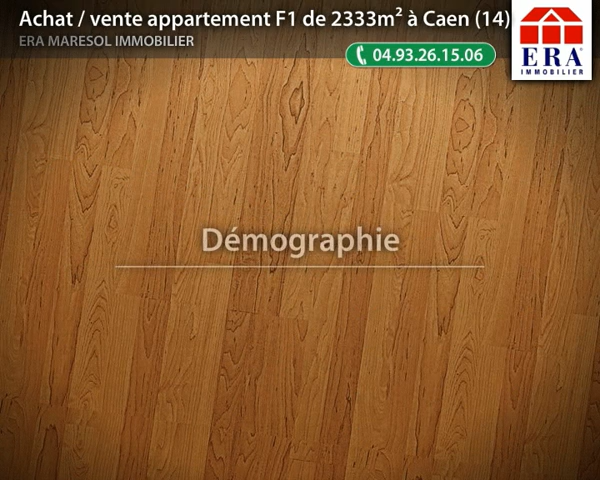 Achat / vente appartement F1 de 2333m² à Caen (14)
ERA MARESOL IMMOBILIER
04.93.26.15.06
ERA
IMMOBILIER
Démographie